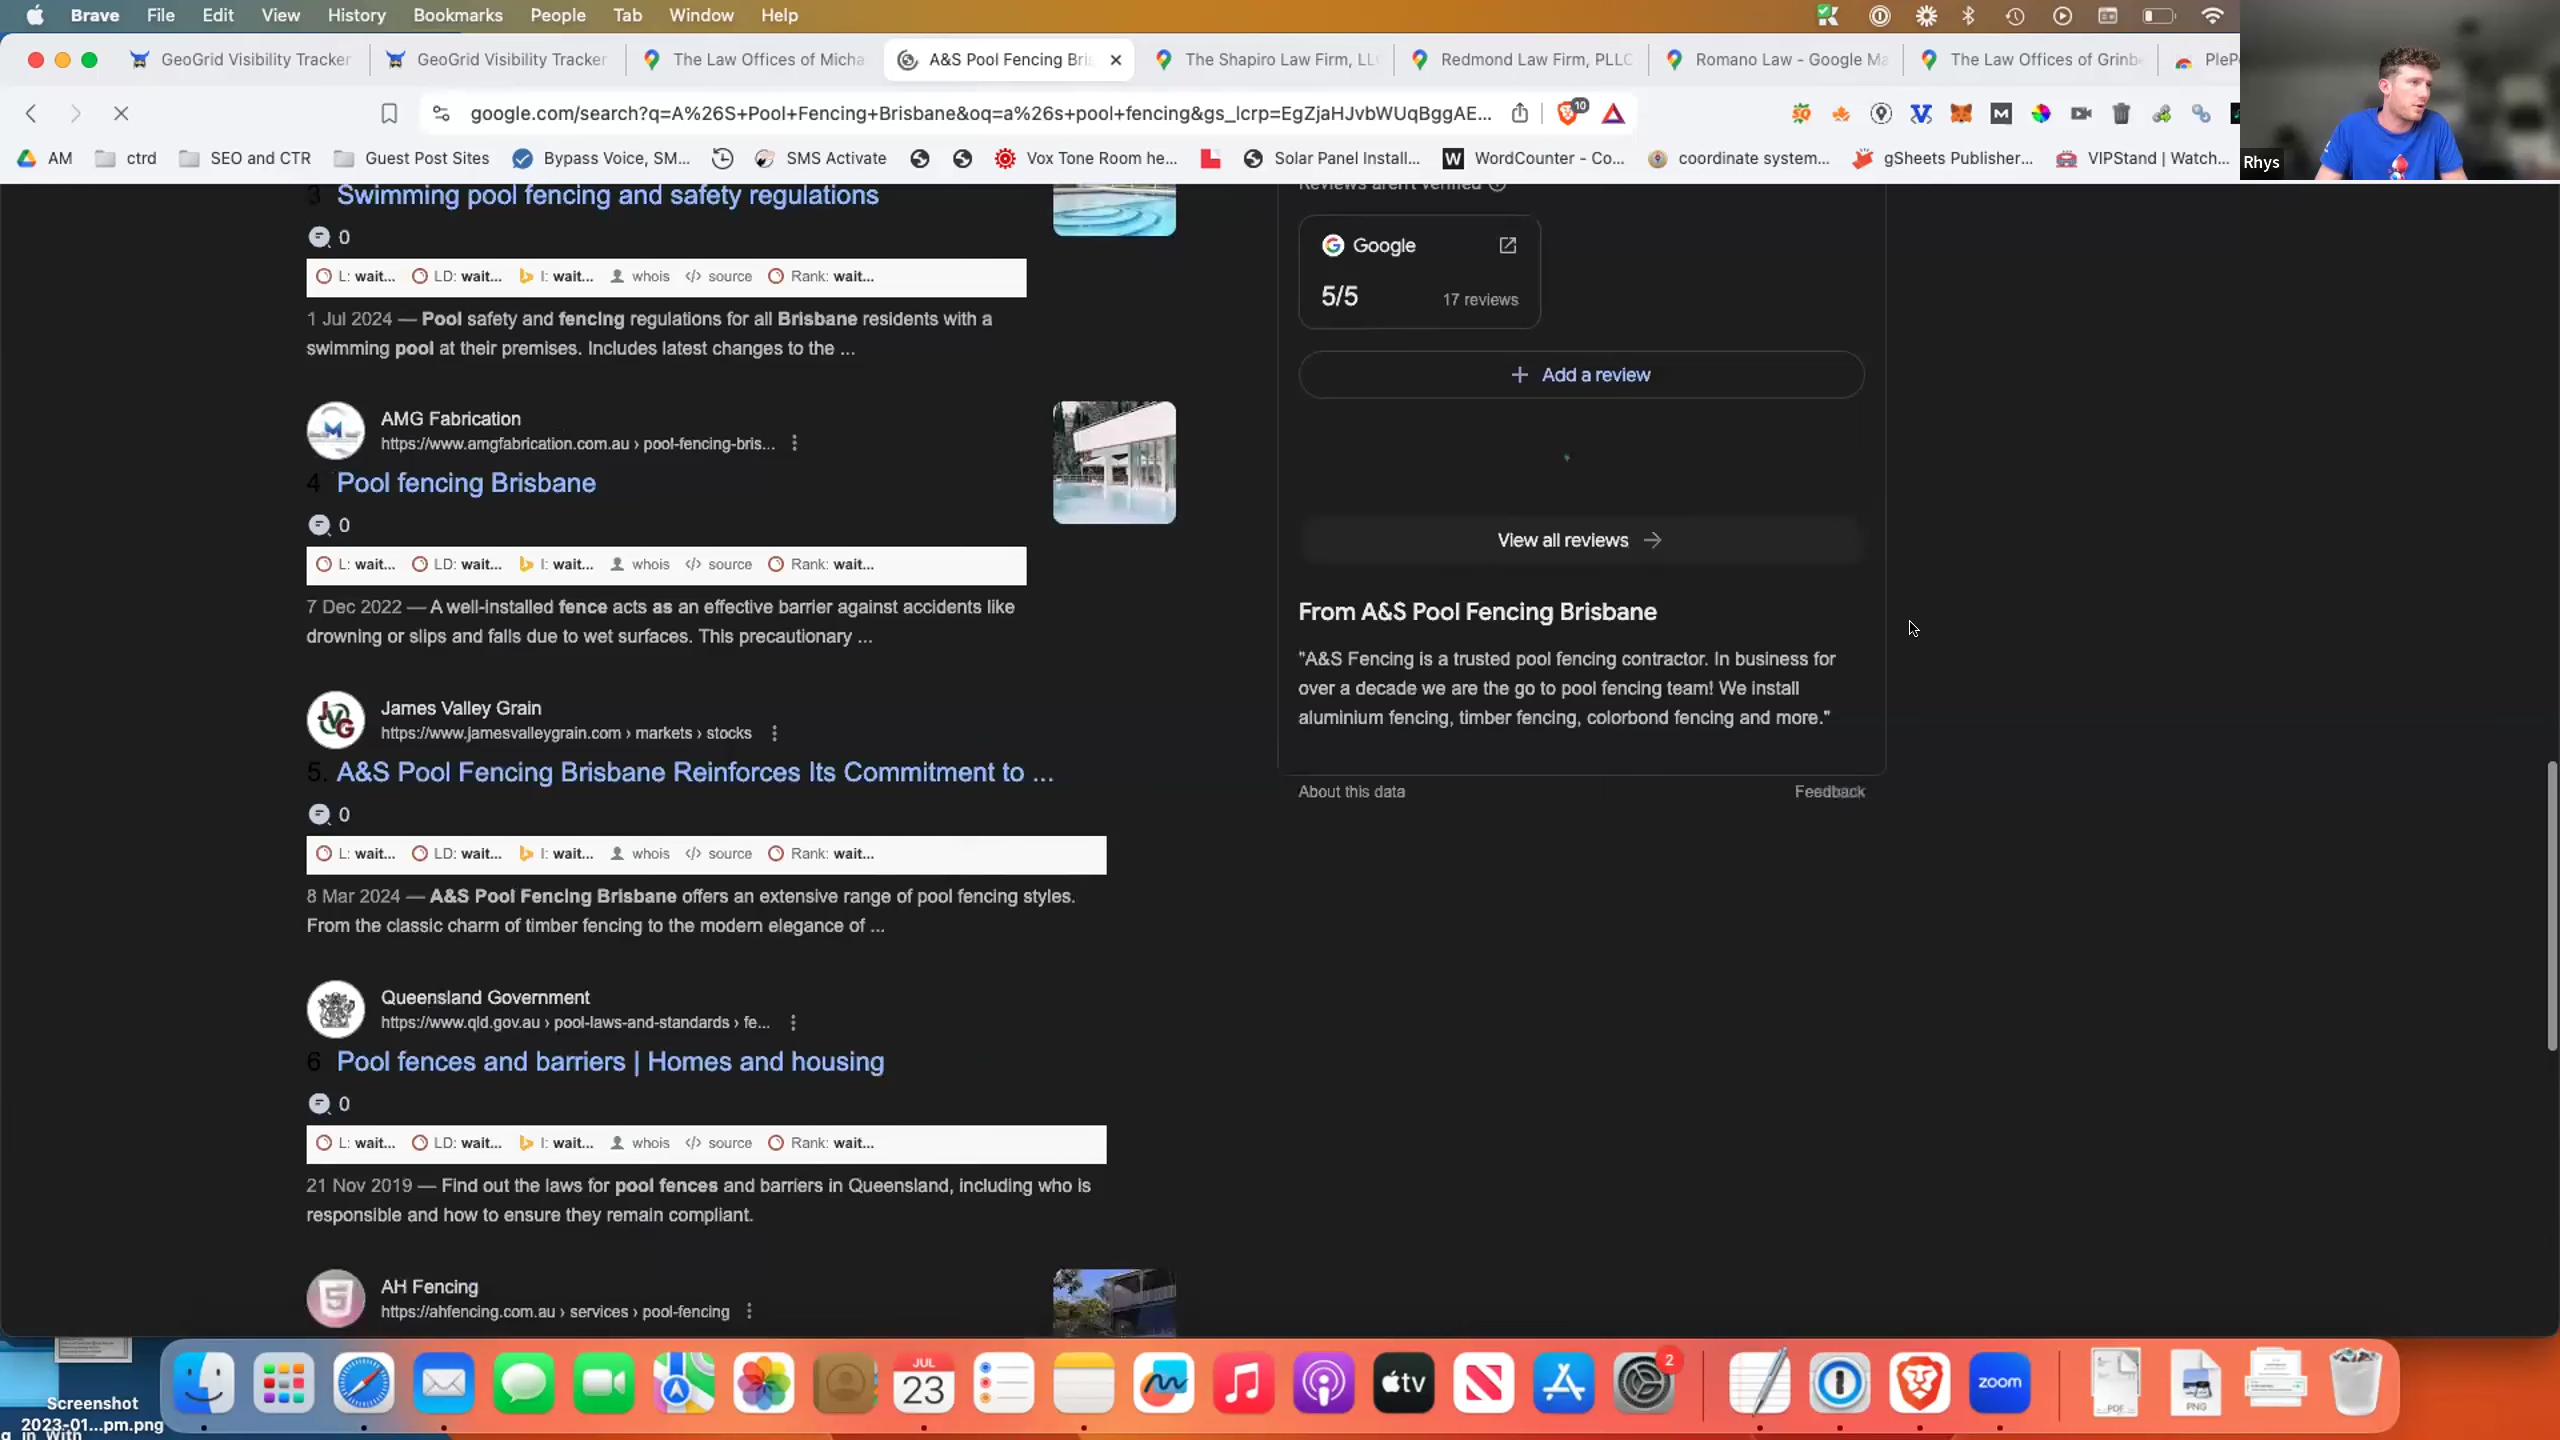 Brave File Edit View History Bookmarks People Tab Window Help
GeoGrid Visibility Tracker
GeoGrid Visibility Tracker
The Law Offices of Micha
A&S Pool Fencing Bri
The Shapiro Law Firm, LL
Redmond Law Firm, PLLC
Romano Law - Google Ma
The Law Offices of Grinb
PleP
google.com/search?q=A%26S+Pool+Fencing+Brisbane&oq=a%26s+pool+fencing&gs_lcrp=EgZjaHJvbWUqBggAE...
10
AM
ctrd
SEO and CTR
Guest Post Sites
Bypass Voice, SM...
SMS Activate
Vox Tone Room he...
Solar Panel Install...
WordCounter - Co...
coordinate system...
gSheets Publisher...
VIPStand | Watch...
Rhys
3 Swimming pool fencing and safety regulations
0
L: wait... LD: wait... I: wait... whois source Rank: wait...
1 Jul 2024 — Pool safety and fencing regulations for all Brisbane residents with a
swimming pool at their premises. Includes latest changes to the ...
AMG Fabrication
https://www.amgfabrication.com.au › pool-fencing-bris...
4 Pool fencing Brisbane
0
L: wait... LD: wait... I: wait... whois source Rank: wait...
7 Dec 2022 — A well-installed fence acts as an effective barrier against accidents like
drowning or slips and falls due to wet surfaces. This precautionary ...
James Valley Grain
https://www.jamesvalleygrain.com › markets › stocks
5. A&S Pool Fencing Brisbane Reinforces Its Commitment to ...
0
L: wait... LD: wait... I: wait... whois source Rank: wait...
8 Mar 2024 — A&S Pool Fencing Brisbane offers an extensive range of pool fencing styles.
From the classic charm of timber fencing to the modern elegance of ...
Queensland Government
https://www.qld.gov.au › pool-laws-and-standards › fe...
6 Pool fences and barriers | Homes and housing
0
L: wait... LD: wait... I: wait... whois source Rank: wait...
21 Nov 2019 — Find out the laws for pool fences and barriers in Queensland, including who is
responsible and how to ensure they remain compliant.
AH Fencing
https://ahfencing.com.au › services › pool-fencing
Reviews aren't verified
Google
5/5 17 reviews
+ Add a review
View all reviews
From A&S Pool Fencing Brisbane
"A&S Fencing is a trusted pool fencing contractor. In business for
over a decade we are the go to pool fencing team! We install
aluminium fencing, timber fencing, colorbond fencing and more."
About this data Feedback
JUL
23
tv
2
zoom
PDF
PNG
Screenshot
2023-01...pm.png